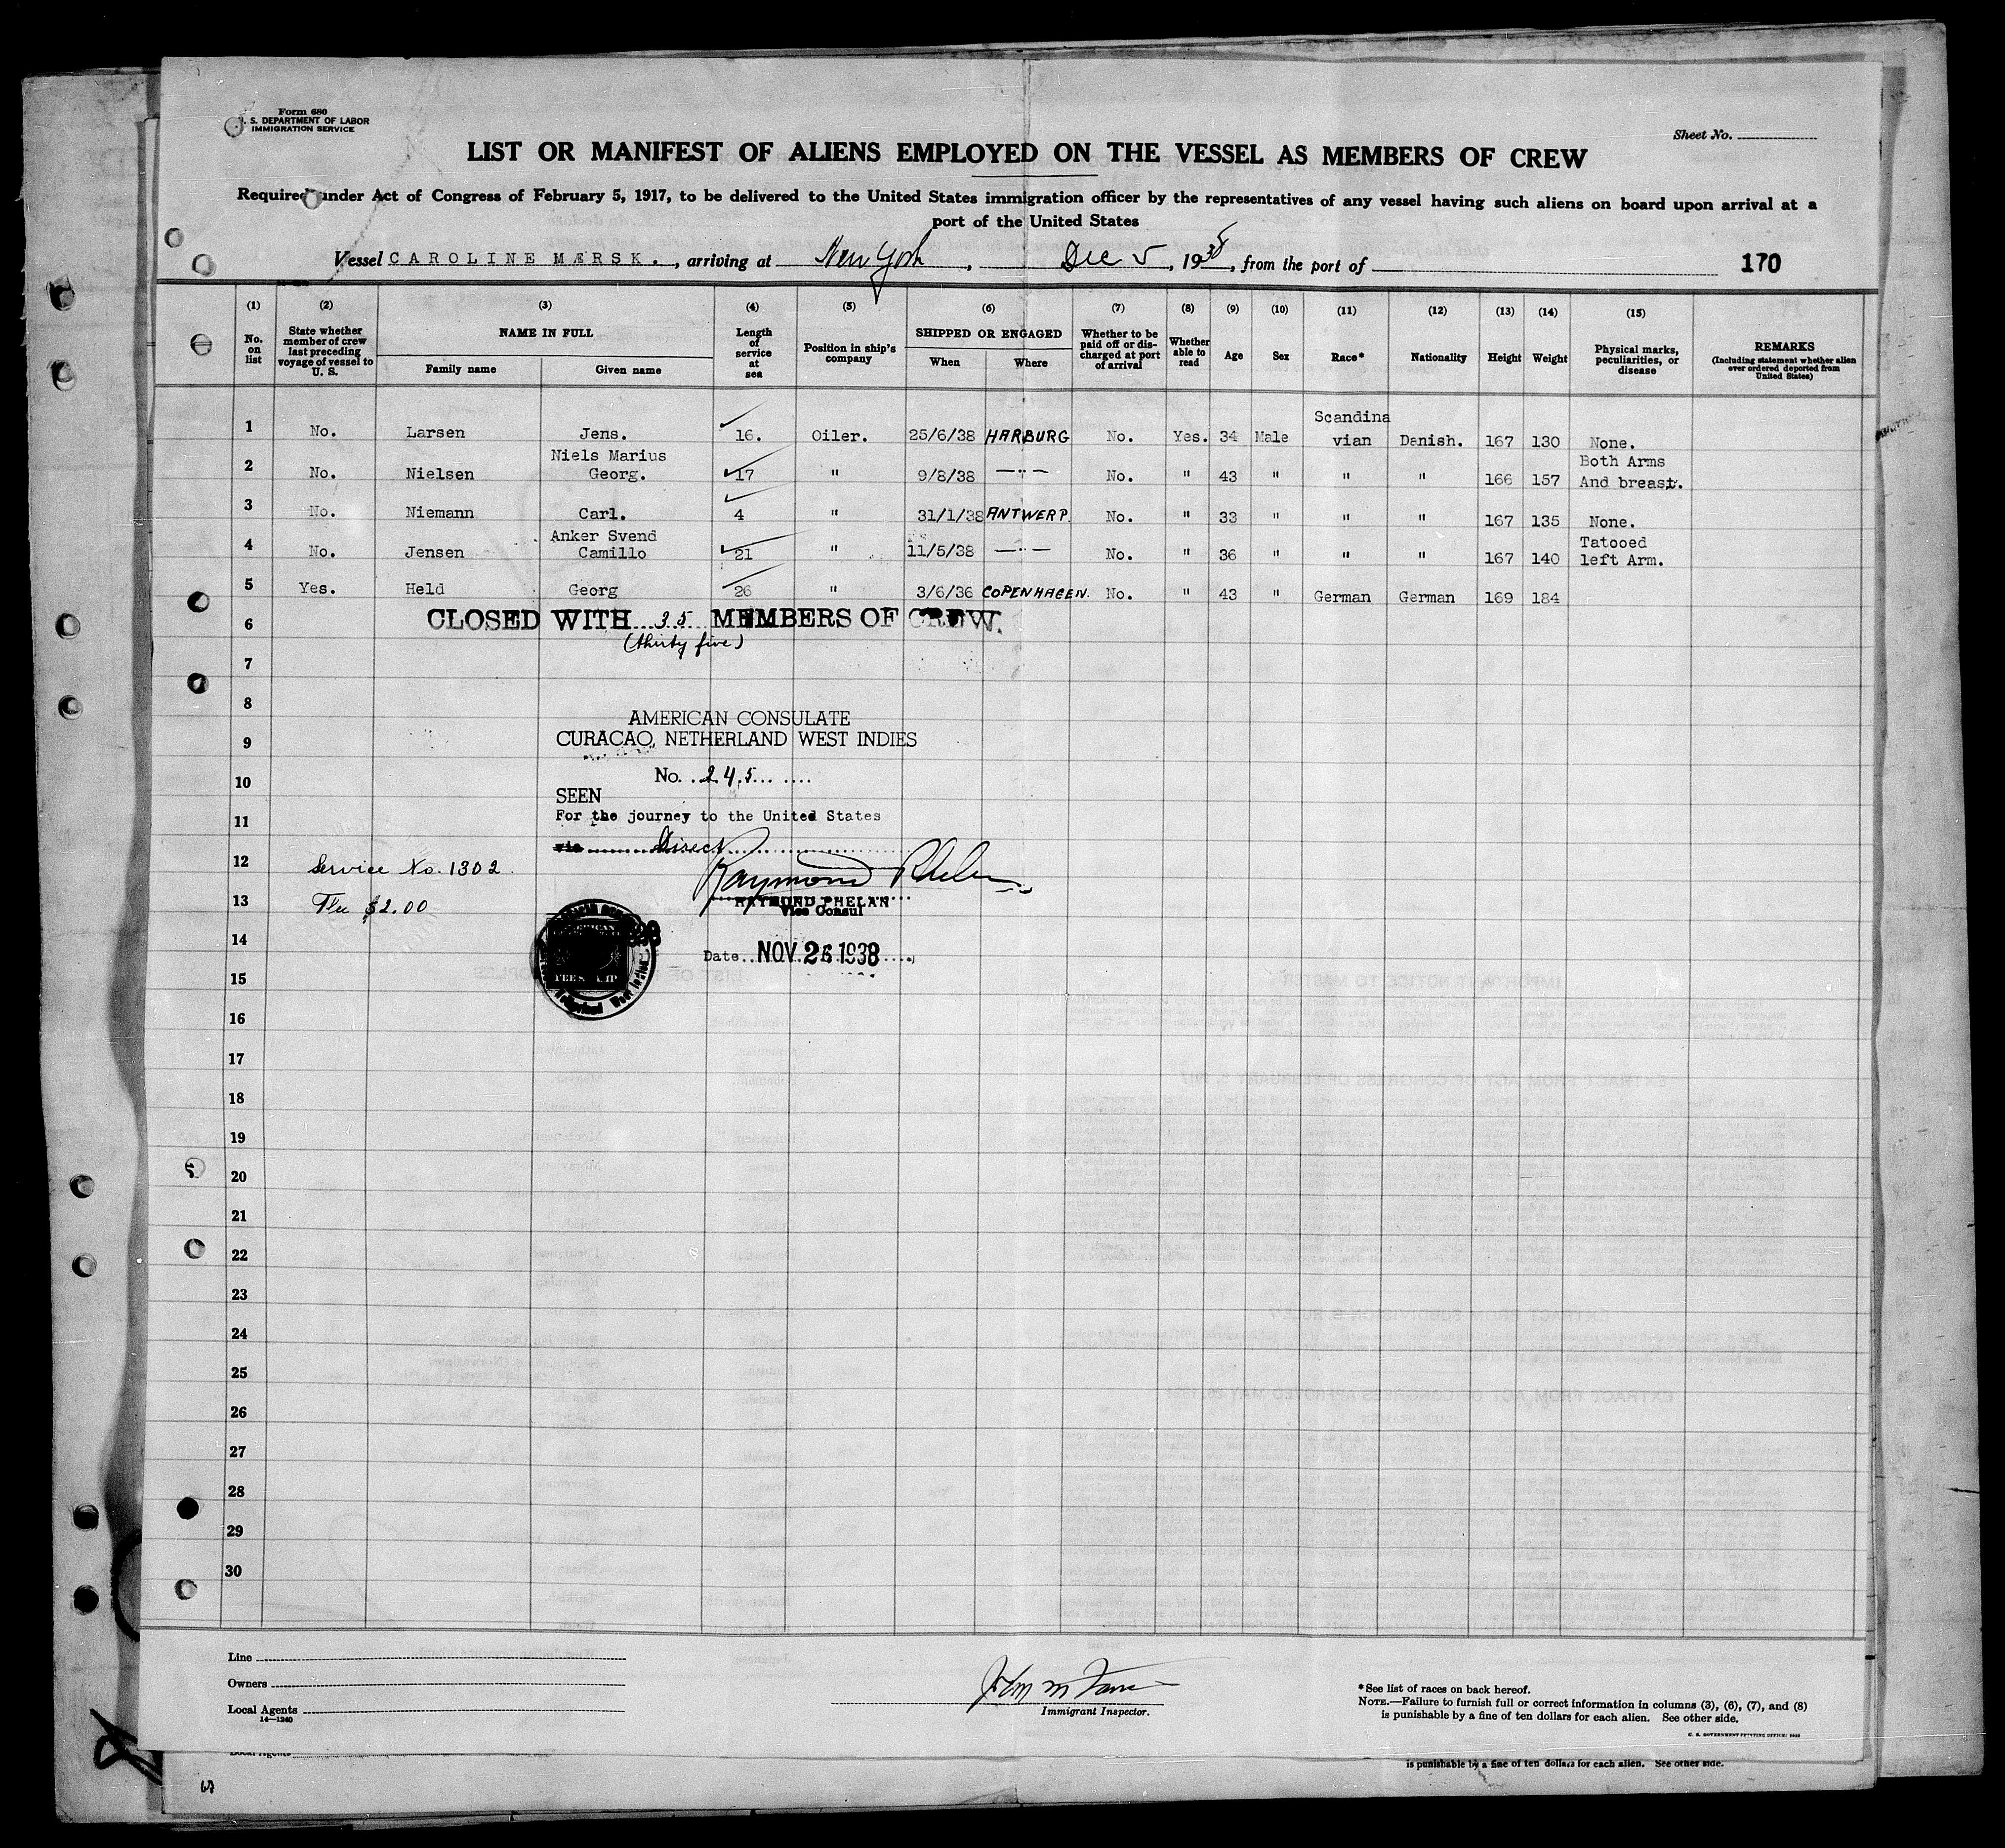 Form 680
U. S. DEPARTMENT OF LABOR
IMMIGRATION SERVICE
Sheet No.
LIST OR MANIFEST OF ALIENS EMPLOYED ON THE VESSEL AS MEMBERS OF CREW
Required under Act of Congress of February 5, 1917, to be delivered to the United States immigration officer by the representatives of any vessel having such aliens on board upon arrival at a
port of the United States
Vessel CAROLINE MÆRSK. , arriving at New York , Dec 5 , 1938 , from the port of
170
(1) (2) (3) (4) (5) (6) (7) (8) (9) (10) (11) (12) (13) (14) (15)
No. on list
State whether member of crew last preceding voyage of vessel to U. S.
NAME IN FULL
Family name Given name
Length of service at sea
Position in ship's company
SHIPPED OR ENGAGED
When Where
Whether to be paid off or discharged at port of arrival
Whether able to read
Age
Sex
Race*
Nationality
Height
Weight
Physical marks, peculiarities, or disease
REMARKS
(Including statement whether alien ever ordered deported from United States)
Scandina
1 No. Larsen Jens. 16. Oiler. 25/6/38 HARBURG No. Yes. 34 Male vian Danish. 167 130 None.
Niels Marius Both Arms
2 No. Nielsen Georg. 17 " 9/8/38 —"— No. " 43 " " " 166 157 And breast.
3 No. Niemann Carl. 4 " 31/1/38 ANTWERP. No. " 33 " " " 167 135 None.
Anker Svend Tatooed
4 No. Jensen Camillo 21 " 11/5/38 —"— No. " 36 " " " 167 140 left Arm.
5 Yes. Held Georg 26 " 3/6/36 COPENHAGEN. No. " 43 " German German 169 184
6 CLOSED WITH 35 MEMBERS OF CREW.
(thirty five)
7
8
AMERICAN CONSULATE
9 CURACAO, NETHERLAND WEST INDIES
10 No. 245
SEEN
11 For the journey to the United States
via Direct
12 Service No. 1302.
Raymond Phelan
13 Fee $2.00
RAYMOND PHELAN
Vice Consul
14
Date NOV. 26 1938
15
16
17
18
19
20
21
22
23
24
25
26
27
28
29
30
Line
Owners
Local Agents
14—1240
Immigrant Inspector.
*See list of races on back hereof.
NOTE.—Failure to furnish full or correct information in columns (3), (6), (7), and (8)
is punishable by a fine of ten dollars for each alien. See other side.
U. S. GOVERNMENT PRINTING OFFICE:
Local Agents
is punishable by a fine of ten dollars for each alien. See other side.